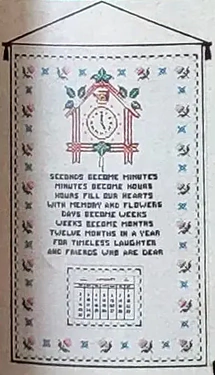 SECONDS BECOME MINUTES
MINUTES BECOME HOURS
HOURS FILL OUR HEARTS
WITH MEMORY AND FLOWERS
DAYS BECOME WEEKS
WEEKS BECOME MONTHS
TWELVE MONTHS IN A YEAR
FOR TIMELESS LAUGHTER
AND FRIENDS WHO ARE DEAR